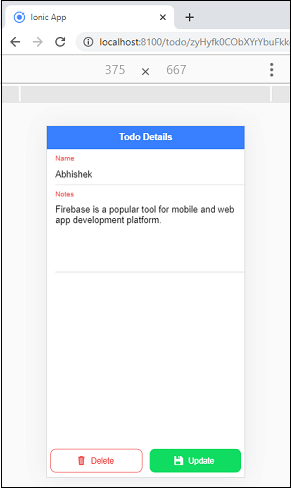 Ionic App
localhost:8100/todo/zyHyfk0CObXYrYbuFkk
375 × 667
Todo Details
Name
Abhishek
Notes
Firebase is a popular tool for mobile and web
app development platform.
Delete
Update